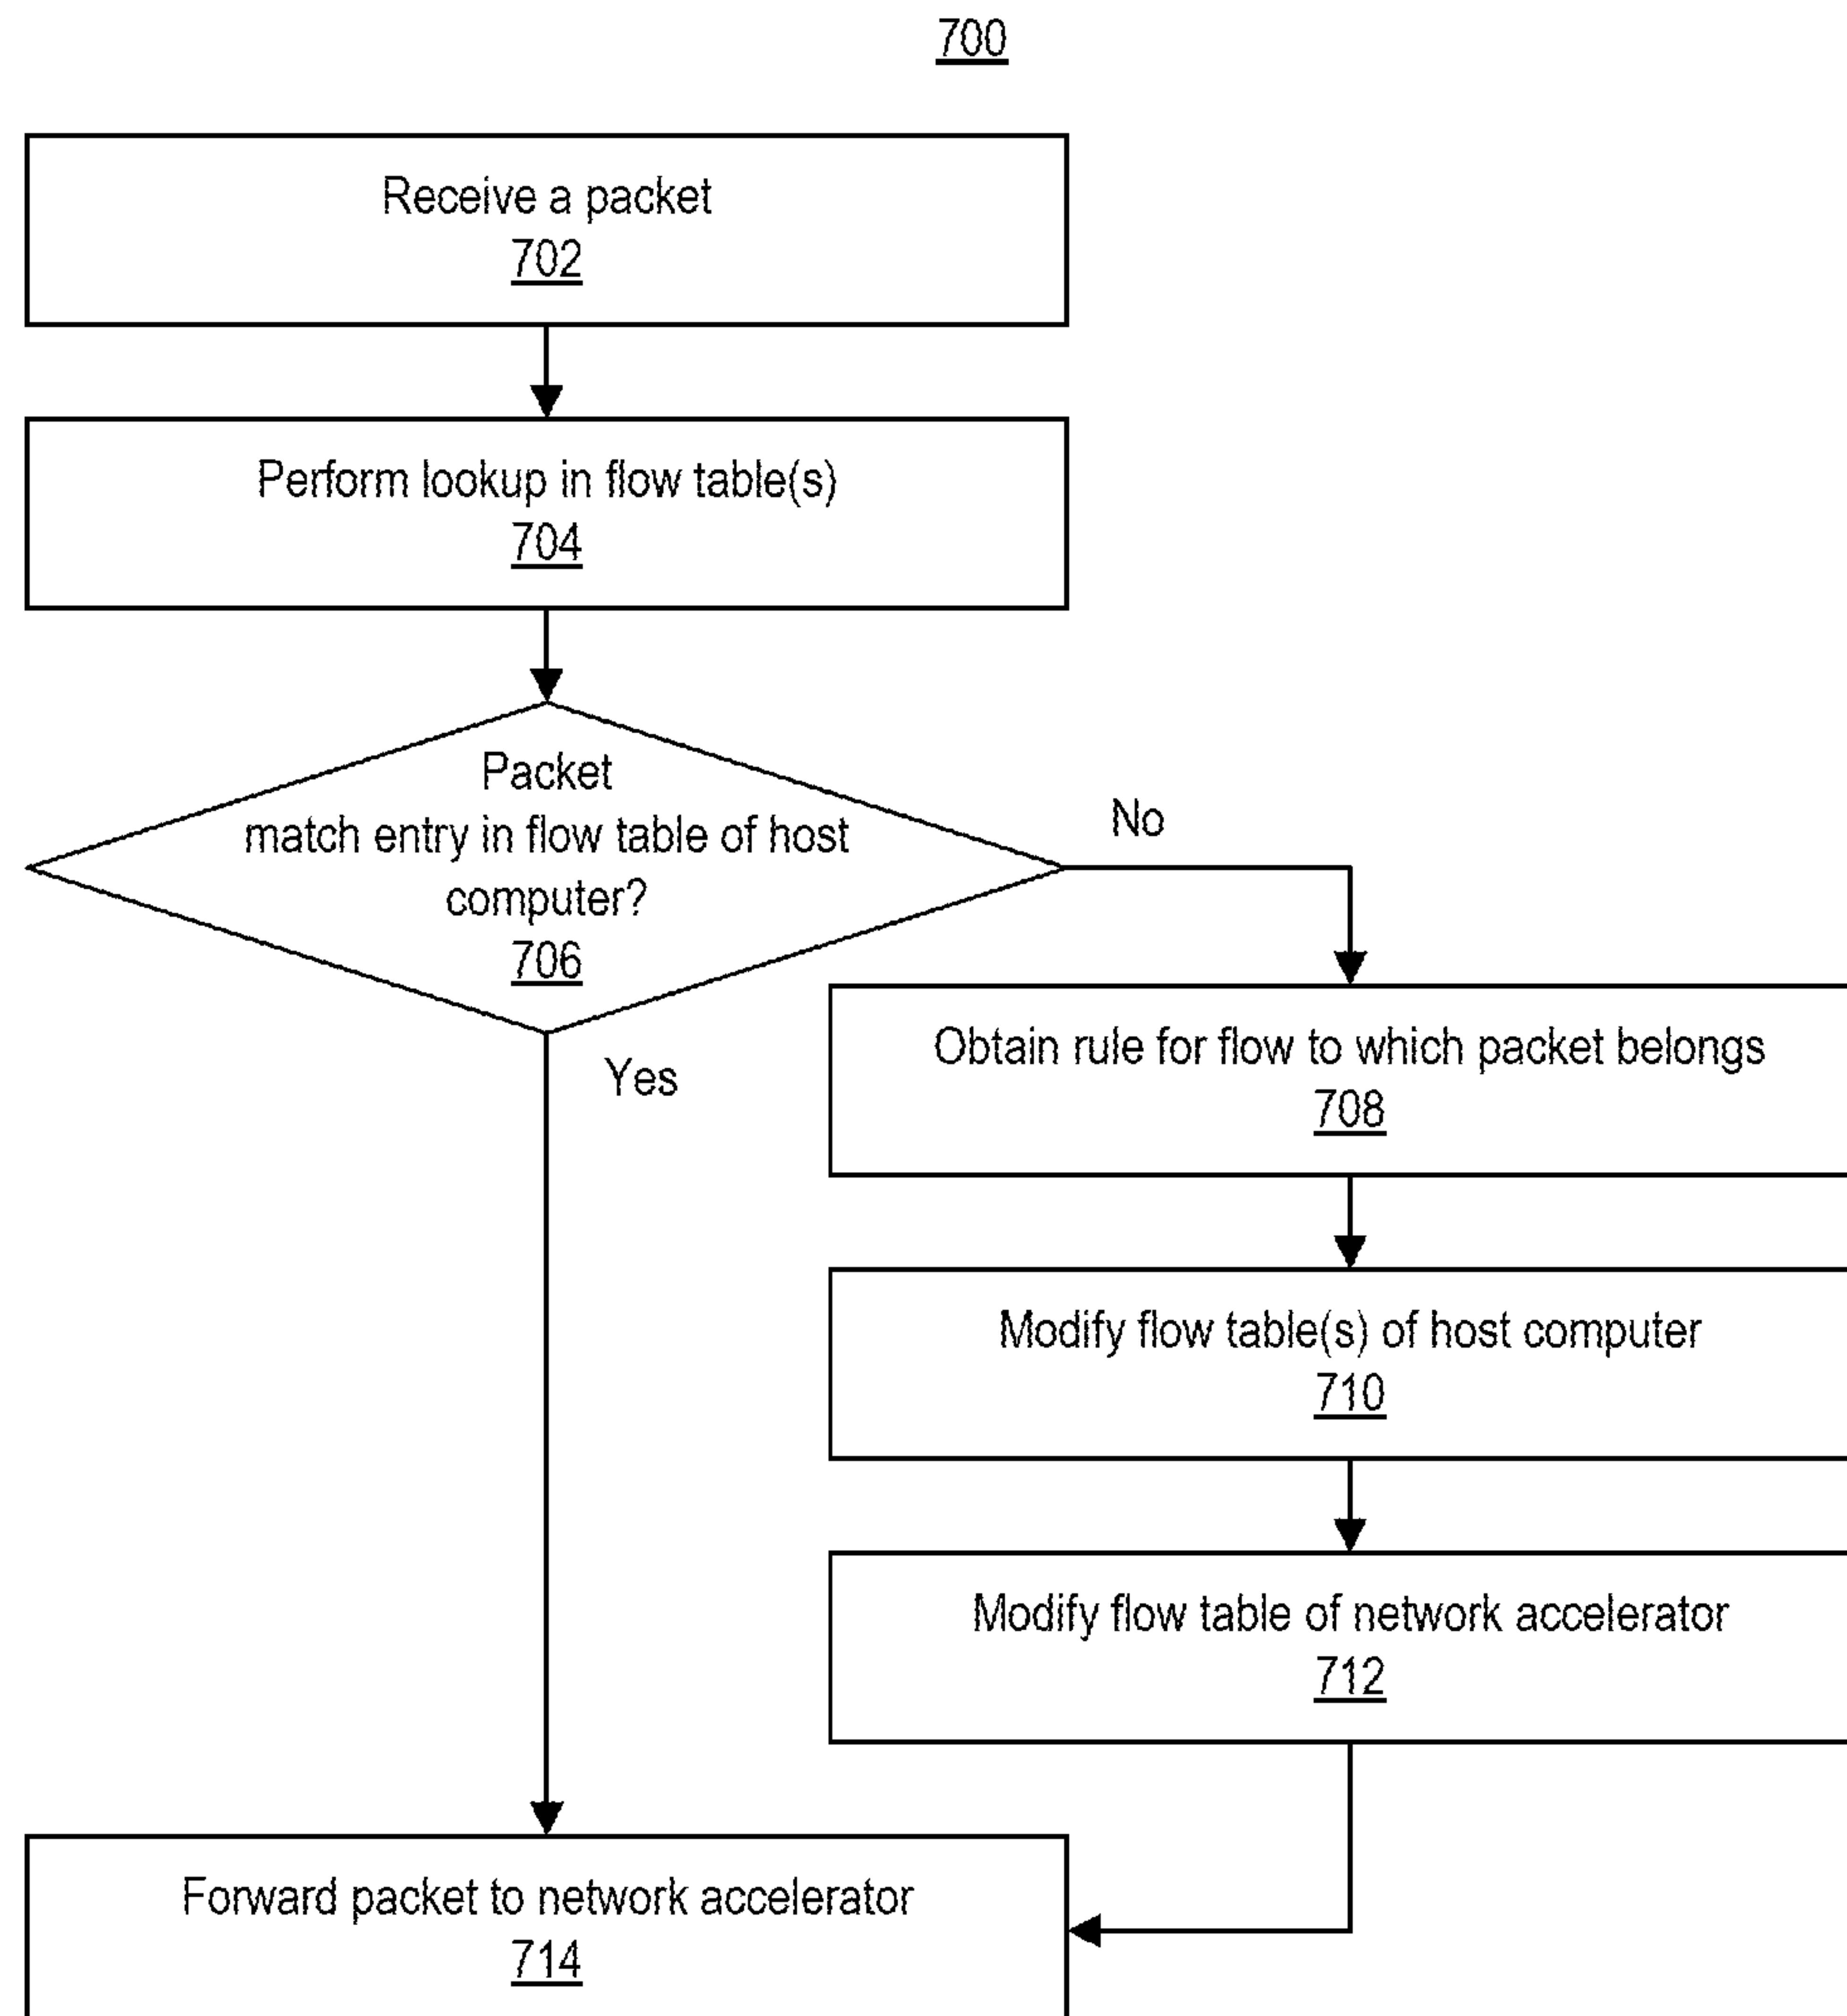 700
Receive a packet
702
Perform lookup in flow table(s)
704
Packet
match entry in flow table of host
computer?
706
No
Yes
Obtain rule for flow to which packet belongs
708
Modify flow table(s) of host computer
710
Modify flow table of network accelerator
712
Forward packet to network accelerator
714